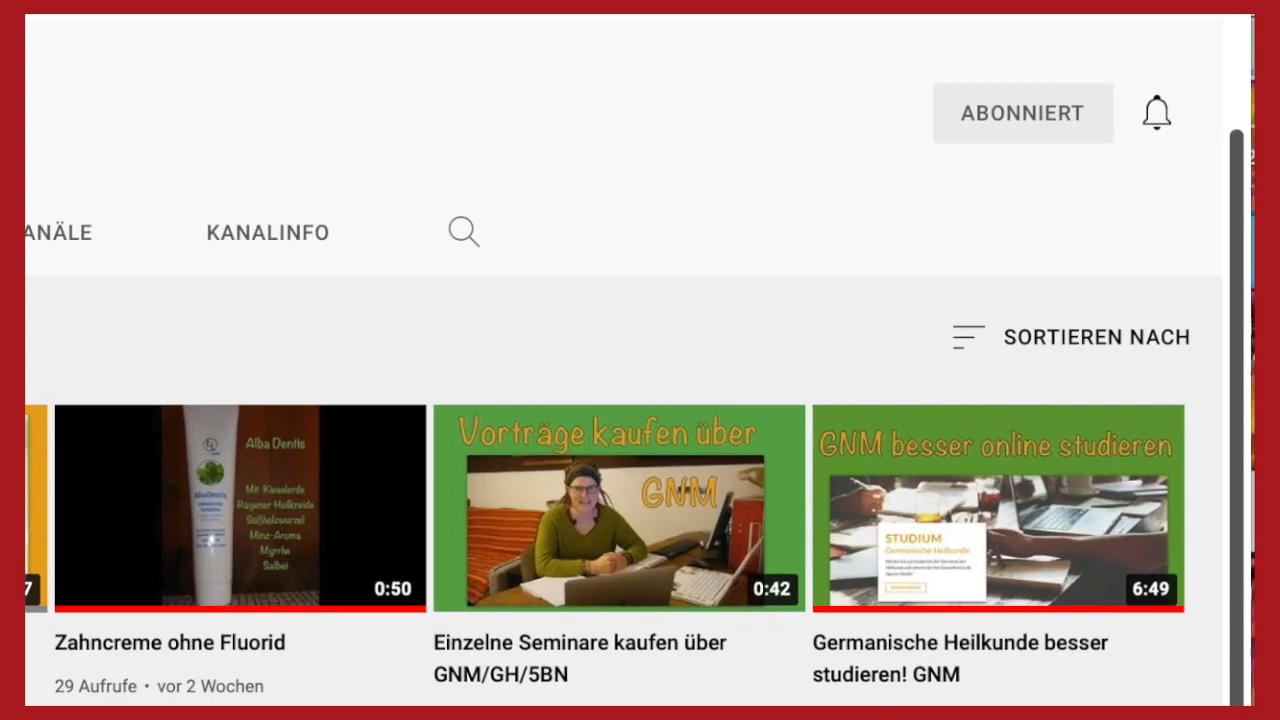 ABONNIERT
ANÄLE
KANALINFO
SORTIEREN NACH
7
Alba Dentis
AlbaDentis
Mit Kieselerde
Rügener Heilkreide
Süßholzwurzel
Minz-Aroma
Myrrhe
Salbei
0:50
Vorträge kaufen über
GNM
0:42
GNM besser online studieren
STUDIUM
Germanische Heilkunde
6:49
Zahncreme ohne Fluorid
29 Aufrufe • vor 2 Wochen
Einzelne Seminare kaufen über
GNM/GH/5BN
Germanische Heilkunde besser
studieren! GNM